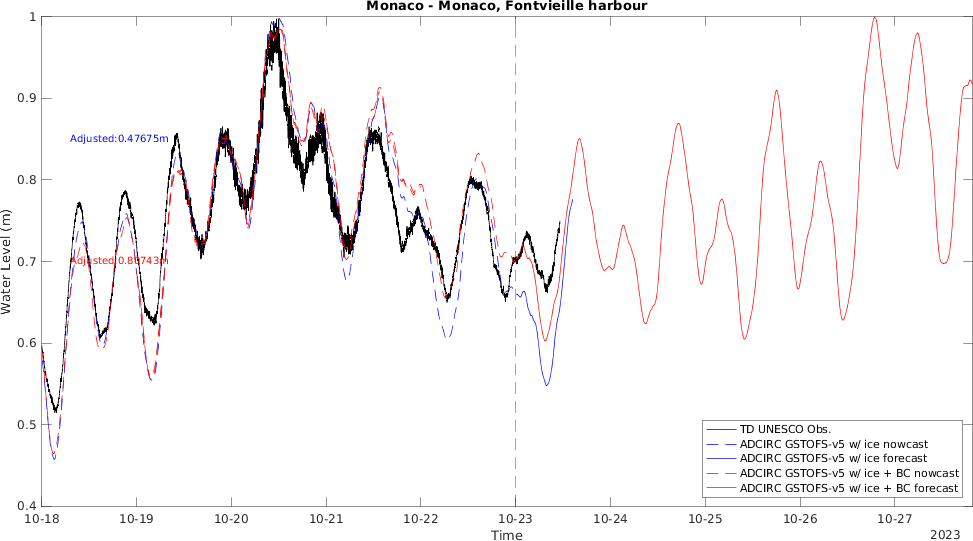 Monaco - Monaco, Fontvieille harbour
1
0.9
0.8
0.7
0.6
0.5
0.4
Water Level (m)
Adjusted:0.47675m
TD UNESCO Obs.
ADCIRC GSTOFS-v5 w/ ice nowcast
ADCIRC GSTOFS-v5 w/ ice forecast
ADCIRC GSTOFS-v5 w/ ice + BC nowcast
ADCIRC GSTOFS-v5 w/ ice + BC forecast
10-18 10-19 10-20 10-21 10-22 10-23 10-24 10-25 10-26 10-27
Time
2023